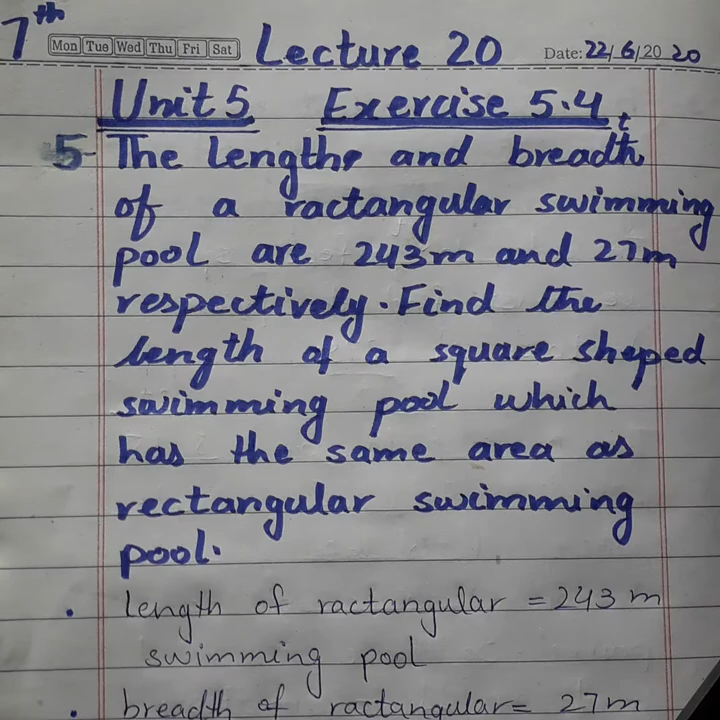 7th Mon Tue Wed Thu Fri Sat Lecture 20 Date: 22/6/20 20
Unit 5 Exercise 5.4
5- The length and breadth
of a ractangular swimming
pool are 243m and 27m
respectively. Find the
length of a square sheped
swimming pool which
has the same area as
rectangular swimming
pool.
• length of ractangular = 243 m
swimming pool
• breadth of ractangular = 27m